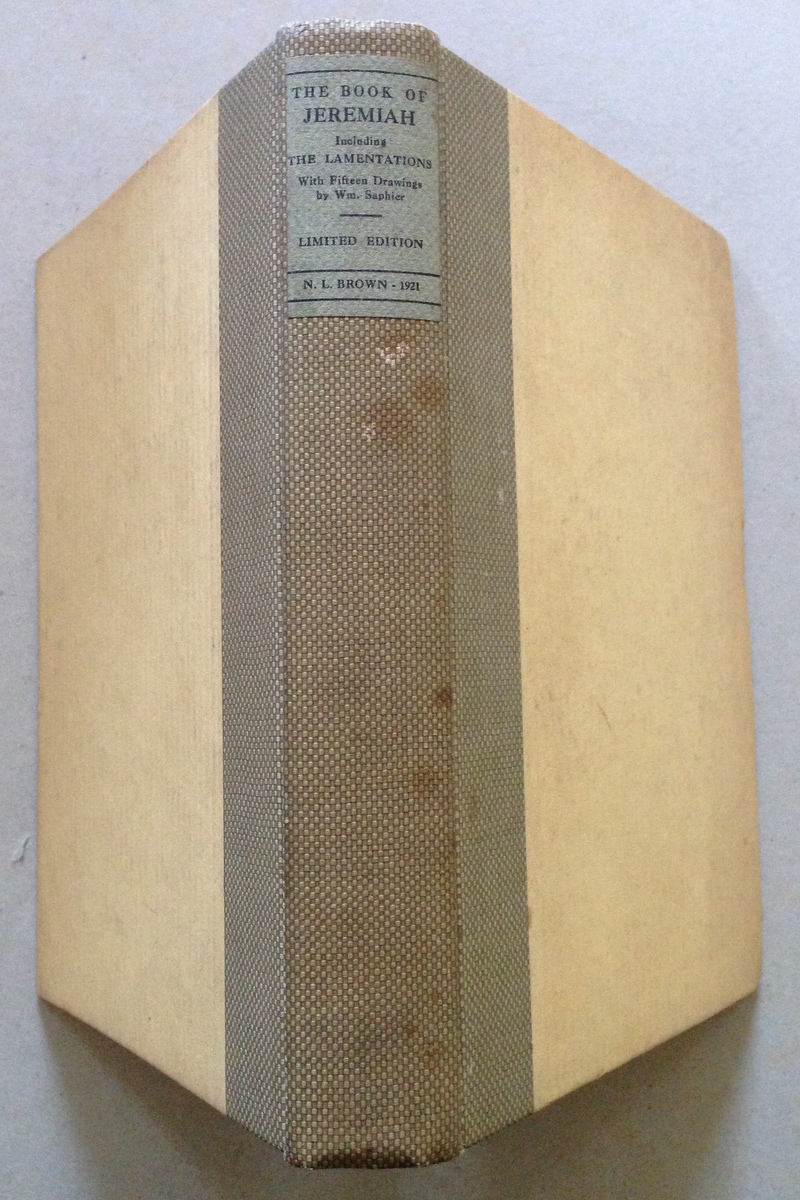 THE BOOK OF
JEREMIAH
Including
THE LAMENTATIONS
With Fifteen Drawings
by Wm. Saphier
LIMITED EDITION
N. L. BROWN - 1921